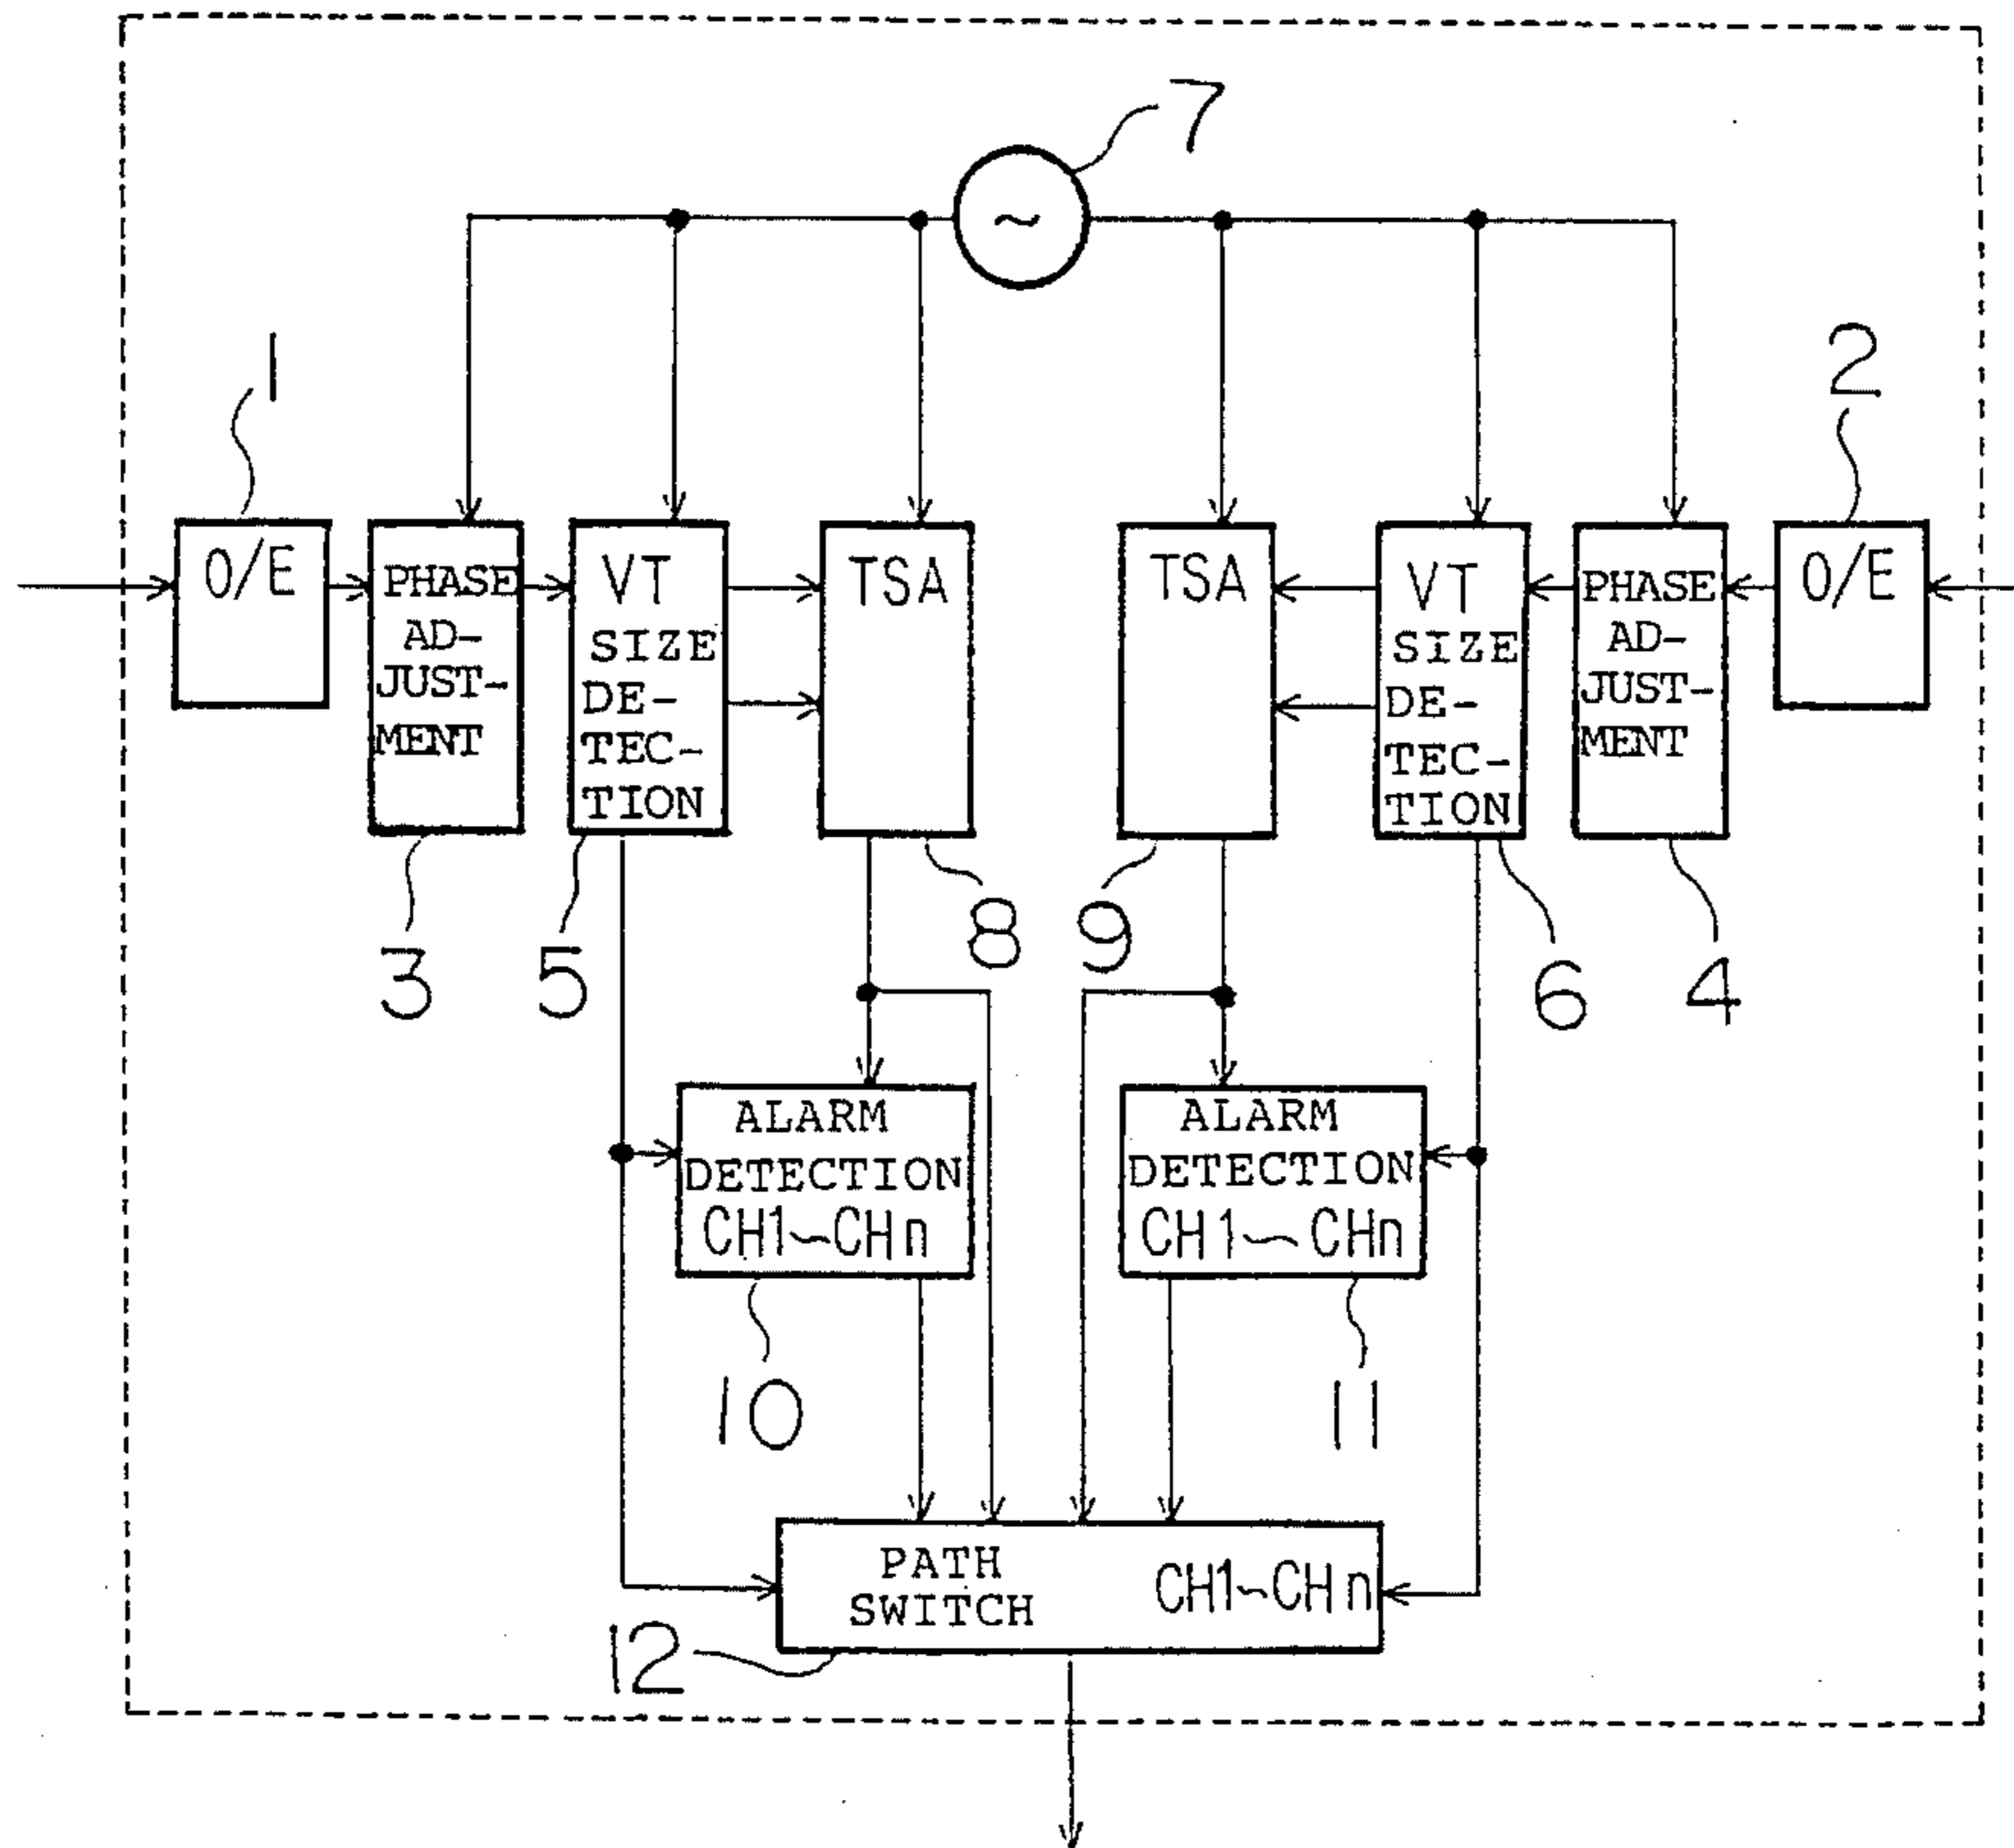 7
1
2
O/E
PHASE
AD-
JUST-
MENT
VT
SIZE
DE-
TEC-
TION
TSA
TSA
VT
SIZE
DE-
TEC-
TION
PHASE
AD-
JUST-
MENT
O/E
3
5
8
9
6
4
ALARM
DETECTION
CH1~CHn
ALARM
DETECTION
CH1~CHn
10
11
PATH
SWITCH
CH1~CHn
12